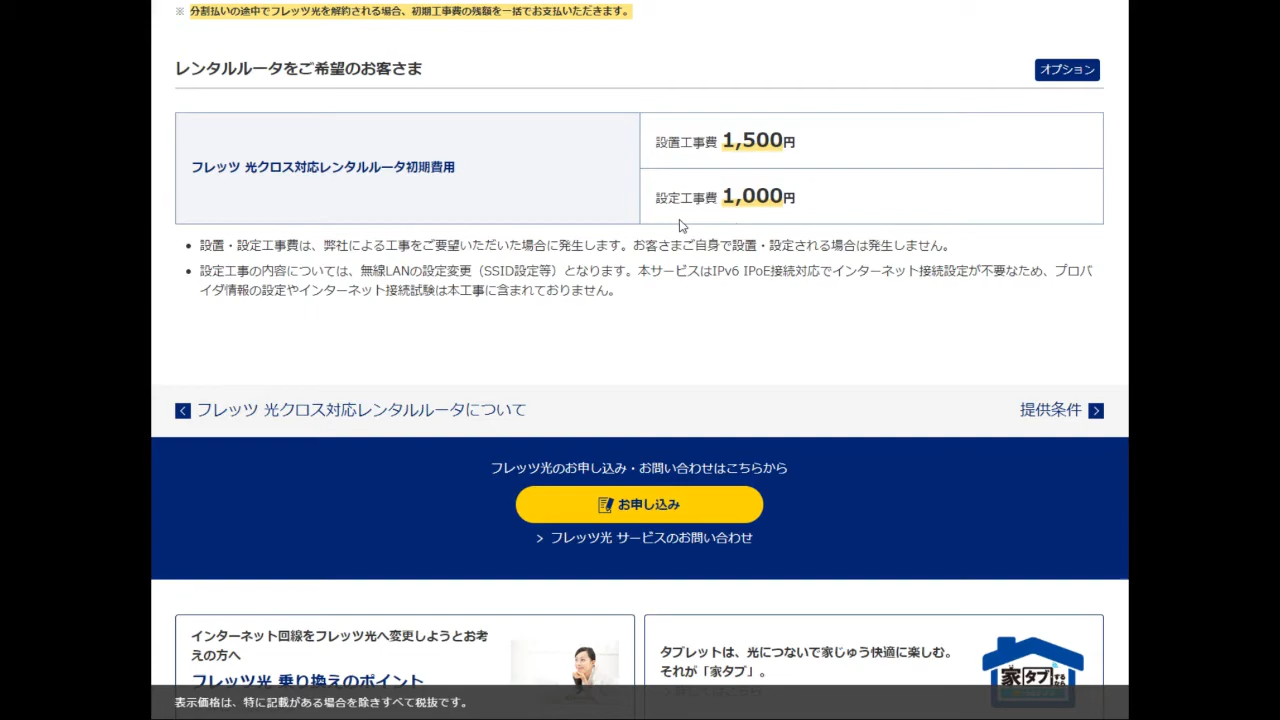 ※ 分割払いの途中でフレッツ光を解約される場合、初期工事費の残額を一括でお支払いただきます。
レンタルルータをご希望のお客さま
オプション
フレッツ 光クロス対応レンタルルータ初期費用
設置工事費 1,500円
設定工事費 1,000円
• 設置・設定工事費は、弊社による工事をご要望いただいた場合に発生します。お客さまご自身で設置・設定される場合は発生しません。
• 設定工事の内容については、無線LANの設定変更（SSID設定等）となります。本サービスはIPv6 IPoE接続対応でインターネット接続設定が不要なため、プロバ
イダ情報の設定やインターネット接続試験は本工事に含まれておりません。
フレッツ 光クロス対応レンタルルータについて
提供条件
フレッツ光のお申し込み・お問い合わせはこちらから
お申し込み
> フレッツ光 サービスのお問い合わせ
インターネット回線をフレッツ光へ変更しようとお考
えの方へ
フレッツ光 乗り換えのポイント
タブレットは、光につないで家じゅう快適に楽しむ。
それが「家タブ」。
家タブ
表示価格は、特に記載がある場合を除きすべて税抜です。